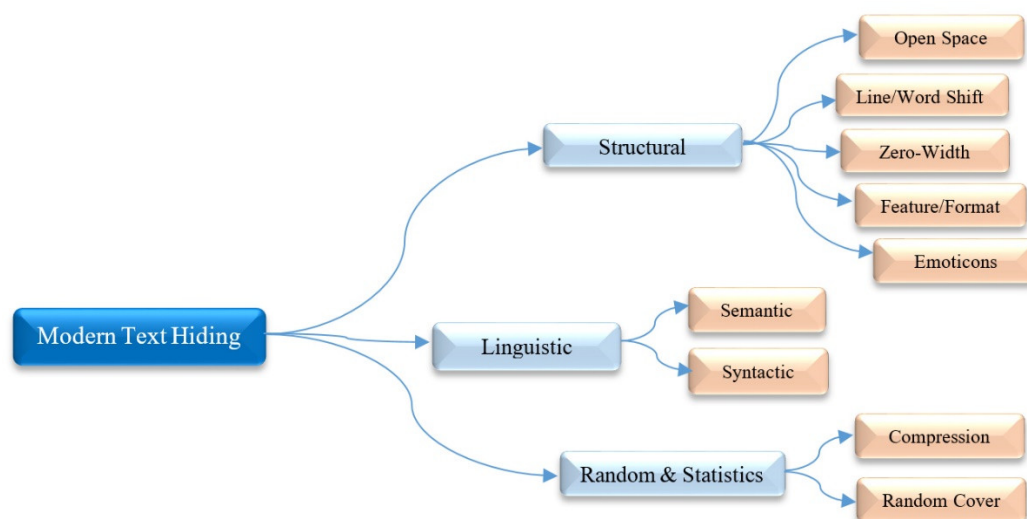 Modern Text Hiding
Structural
Open Space
Line/Word Shift
Zero-Width
Feature/Format
Emoticons
Linguistic
Semantic
Syntactic
Random & Statistics
Compression
Random Cover